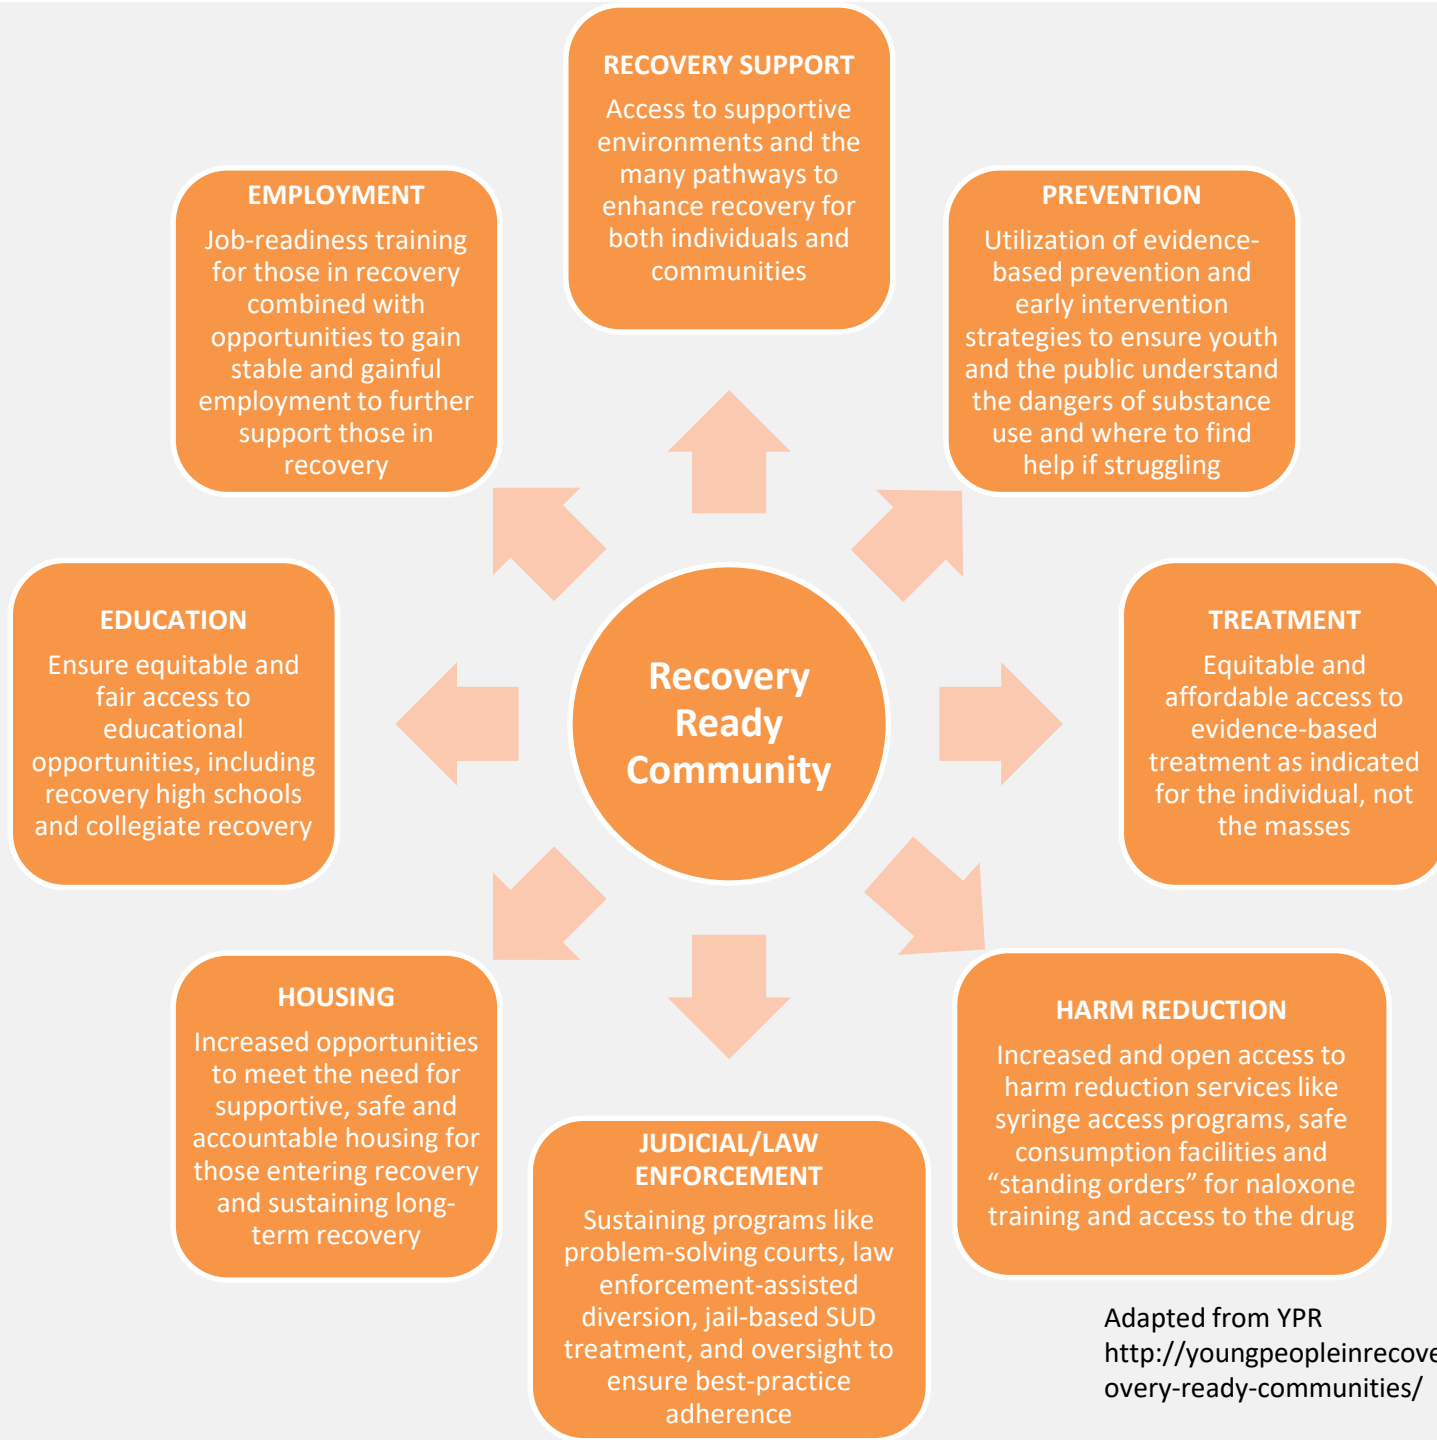 RECOVERY SUPPORT
Access to supportive
environments and the
many pathways to
enhance recovery for
both individuals and
communities
PREVENTION
Utilization of evidence-
based prevention and
early intervention
strategies to ensure youth
and the public understand
the dangers of substance
use and where to find
help if struggling
TREATMENT
Equitable and
affordable access to
evidence-based
treatment as indicated
for the individual, not
the masses
HARM REDUCTION
Increased and open access to
harm reduction services like
syringe access programs, safe
consumption facilities and
“standing orders” for naloxone
training and access to the drug
JUDICIAL/LAW
ENFORCEMENT
Sustaining programs like
problem-solving courts, law
enforcement-assisted
diversion, jail-based SUD
treatment, and oversight to
ensure best-practice
adherence
HOUSING
Increased opportunities
to meet the need for
supportive, safe and
accountable housing for
those entering recovery
and sustaining long-
term recovery
EDUCATION
Ensure equitable and
fair access to
educational
opportunities, including
recovery high schools
and collegiate recovery
EMPLOYMENT
Job-readiness training
for those in recovery
combined with
opportunities to gain
stable and gainful
employment to further
support those in
recovery
Recovery
Ready
Community
Adapted from YPR
http://youngpeopleinrecove
overy-ready-communities/